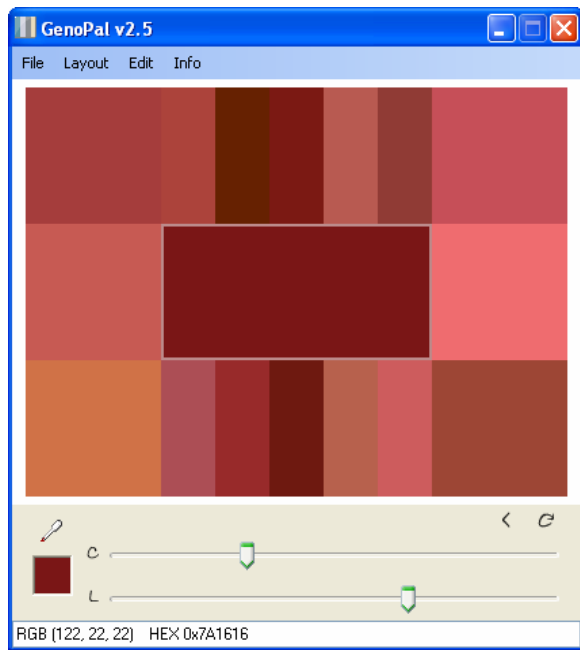 GenoPal v2.5
File Layout Edit Info
C
L
RGB (122, 22, 22) HEX 0x7A1616